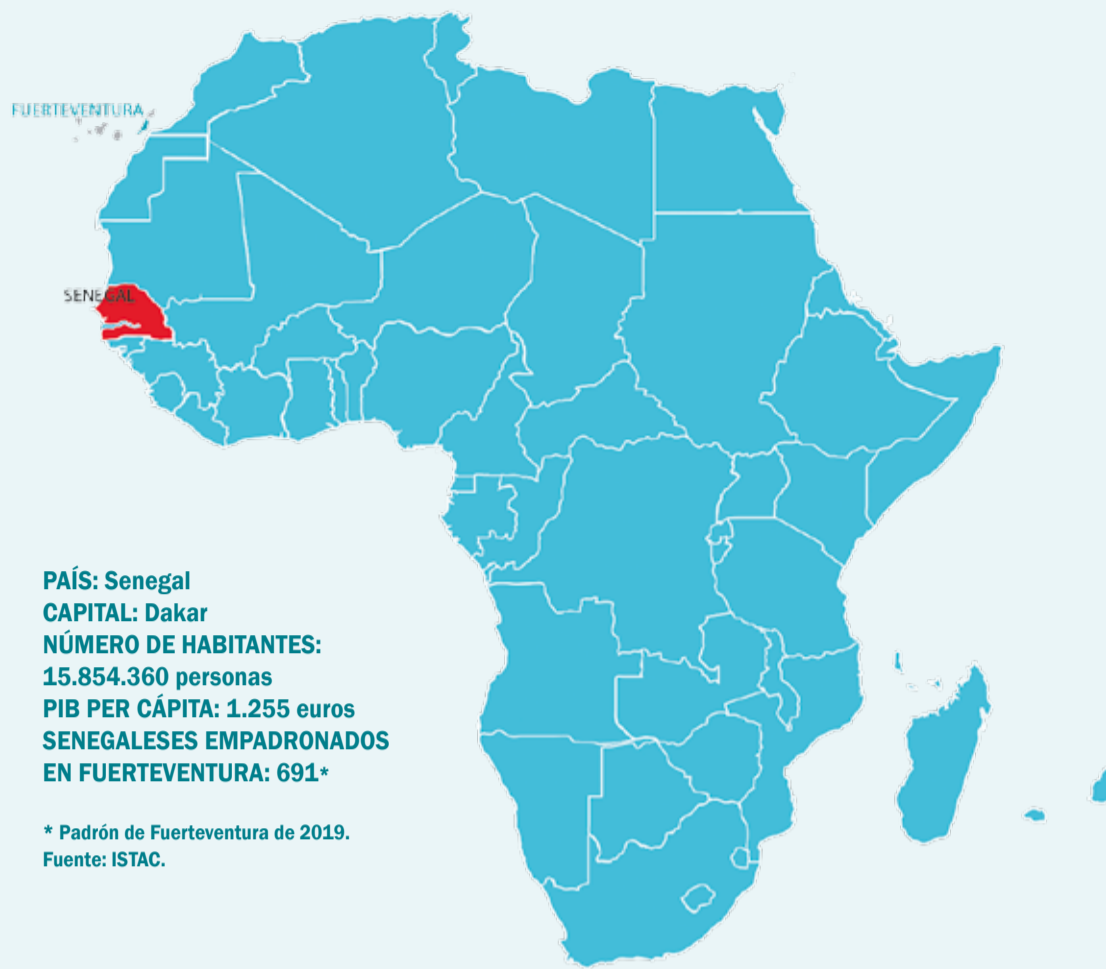 FUERTEVENTURA
SENEGAL
PAÍS: Senegal
CAPITAL: Dakar
NÚMERO DE HABITANTES:
15.854.360 personas
PIB PER CÁPITA: 1.255 euros
SENEGALESES EMPADRONADOS
EN FUERTEVENTURA: 691*
* Padrón de Fuerteventura de 2019.
Fuente: ISTAC.